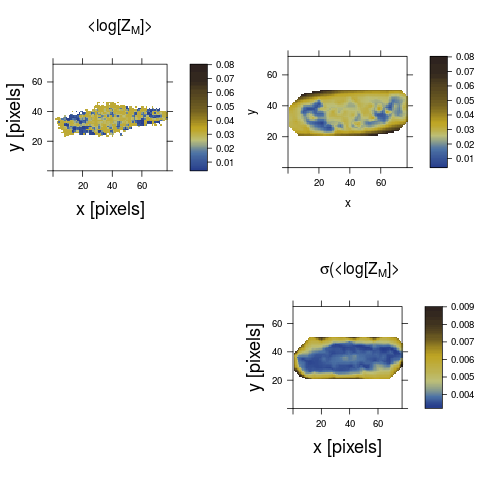 <log[Z_M]>
y [pixels]
60
40
20
20 40 60
x [pixels]
0.08
0.07
0.06
0.05
0.04
0.03
0.02
0.01
y
60
40
20
20 40 60
x
0.08
0.07
0.06
0.05
0.04
0.03
0.02
0.01
σ(<log[Z_M]>
y [pixels]
60
40
20
20 40 60
x [pixels]
0.009
0.008
0.007
0.006
0.005
0.004